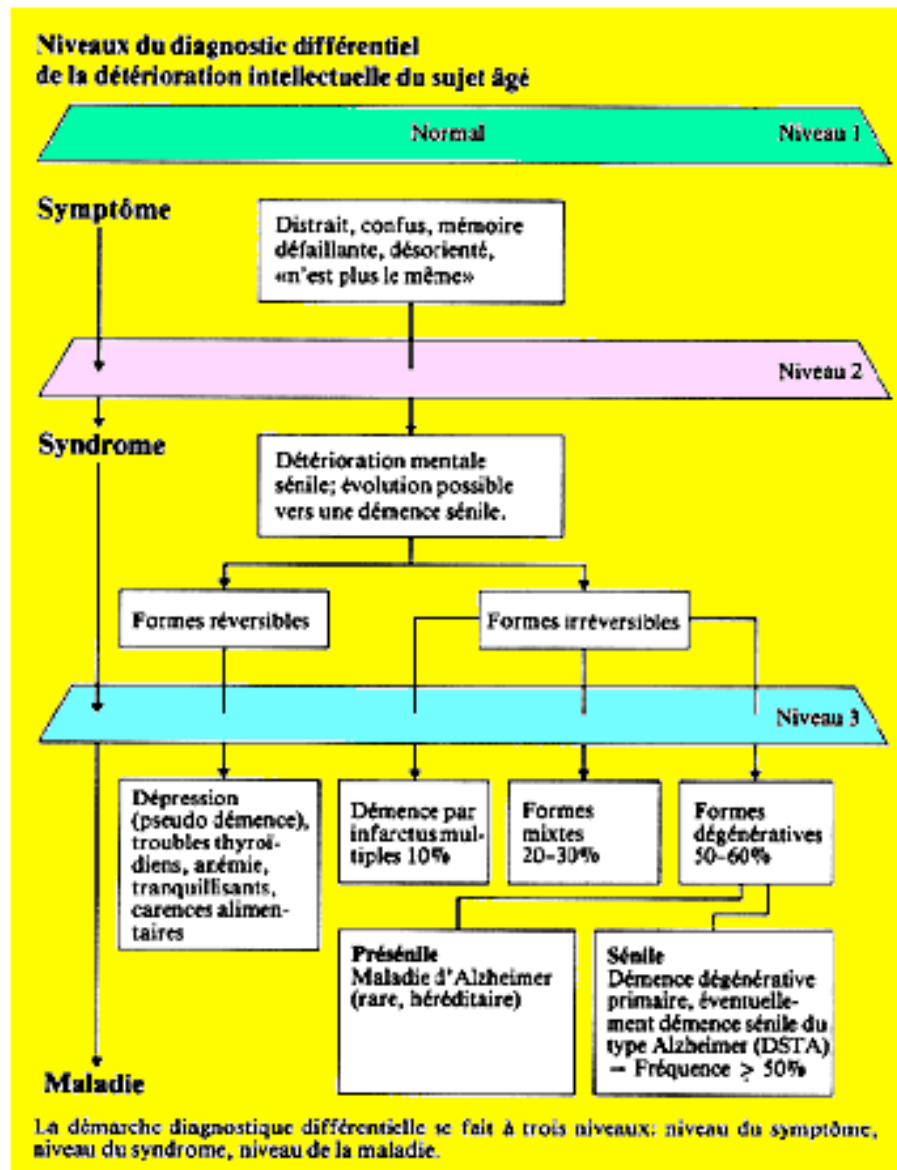 Niveaux du diagnostic différentiel
de la détérioration intellectuelle du sujet âgé
Normal
Niveau 1
Symptôme
Distrait, confus, mémoire
défaillante, désorienté,
«n'est plus le même»
Niveau 2
Syndrome
Détérioration mentale
sénile; évolution possible
vers une démence sénile.
Formes réversibles
Formes irréversibles
Niveau 3
Dépression
(pseudo démence),
troubles thyroï-
diens, anémie,
tranquillisants,
carences alimen-
taires
Démence par
infarctus mul-
tiples 10%
Formes
mixtes
20–30%
Formes
dégénératives
50–60%
Présénile
Maladie d'Alzheimer
(rare, héréditaire)
Sénile
Démence dégénérative
primaire, éventuelle-
ment démence sénile du
type Alzheimer (DSTA)
– Fréquence > 50%
Maladie
La démarche diagnostique différentielle se fait à trois niveaux: niveau du symptôme,
niveau du syndrome, niveau de la maladie.